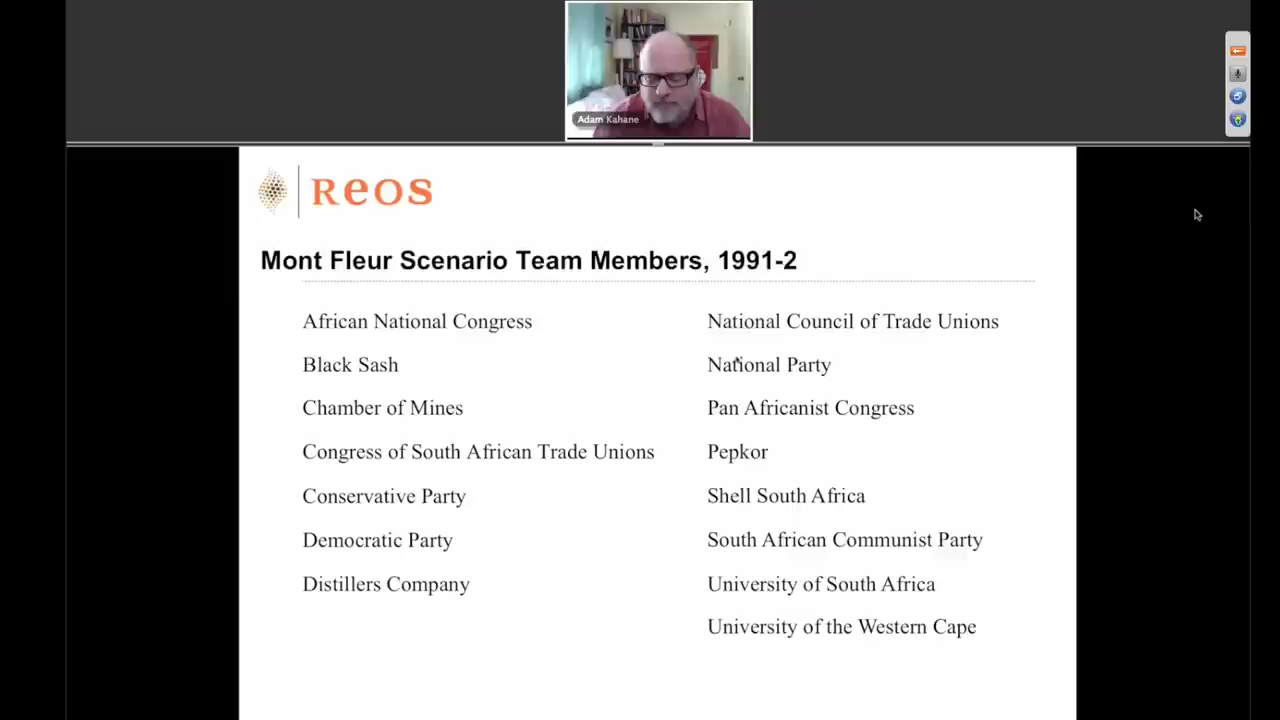 Adam Kahane
Reos
Mont Fleur Scenario Team Members, 1991-2
African National Congress
Black Sash
Chamber of Mines
Congress of South African Trade Unions
Conservative Party
Democratic Party
Distillers Company
National Council of Trade Unions
National Party
Pan Africanist Congress
Pepkor
Shell South Africa
South African Communist Party
University of South Africa
University of the Western Cape